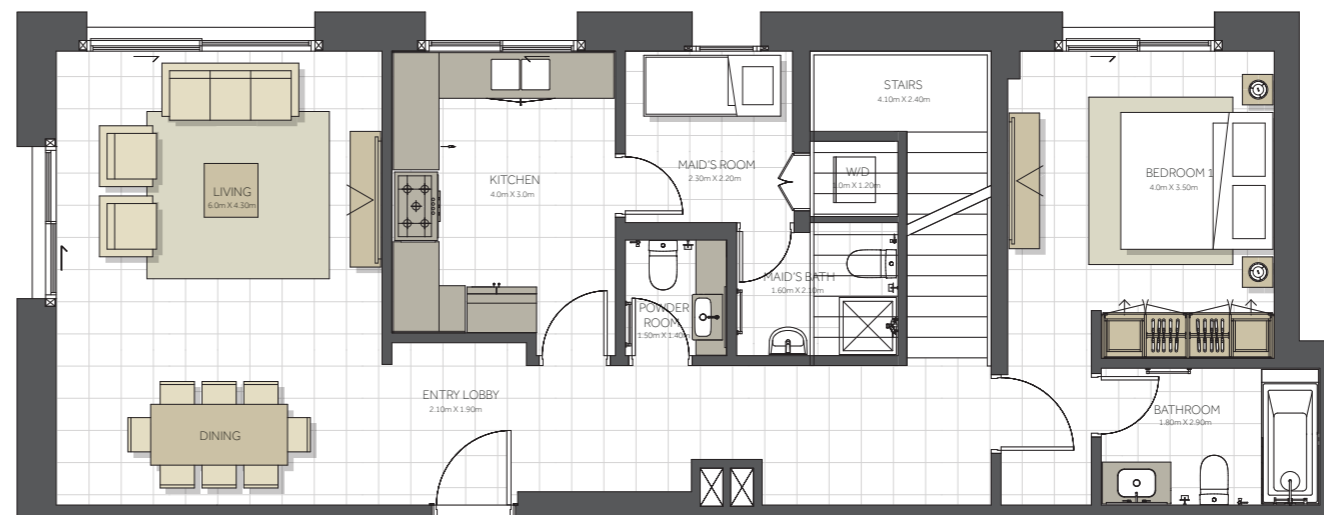 LIVING
6.0m X 4.30m
DINING
KITCHEN
4.0m X 3.0m
ENTRY LOBBY
2.10m X 1.90m
MAID'S ROOM
2.30m X 2.20m
POWDER
ROOM
1.50m X 1.40m
MAID'S BATH
1.60m X 2.10m
W/D
1.0m X 1.20m
STAIRS
4.10m X 2.40m
BEDROOM 1
4.0m X 3.50m
BATHROOM
1.80m X 2.90m